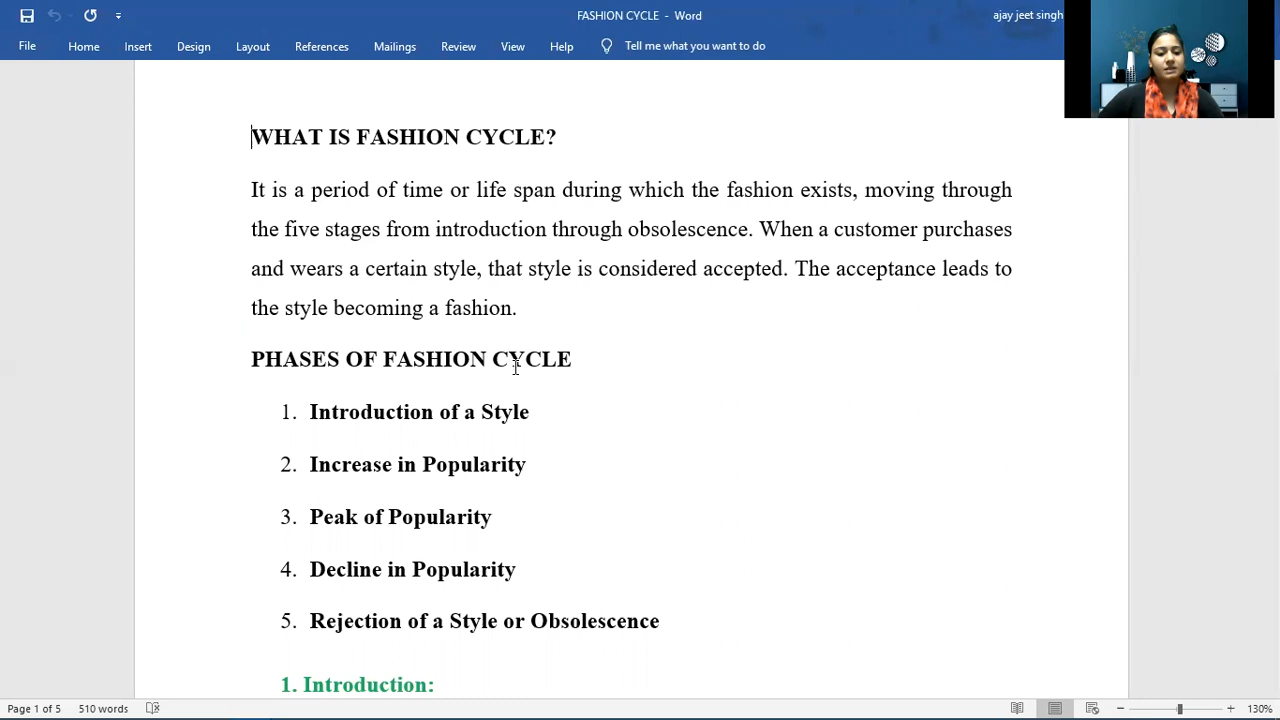 FASHION CYCLE - Word
ajay jeet singh
File Home Insert Design Layout References Mailings Review View Help Tell me what you want to do
WHAT IS FASHION CYCLE?
It is a period of time or life span during which the fashion exists, moving through
the five stages from introduction through obsolescence. When a customer purchases
and wears a certain style, that style is considered accepted. The acceptance leads to
the style becoming a fashion.
PHASES OF FASHION CYCLE
1. Introduction of a Style
2. Increase in Popularity
3. Peak of Popularity
4. Decline in Popularity
5. Rejection of a Style or Obsolescence
1. Introduction:
Page 1 of 5 510 words 130%